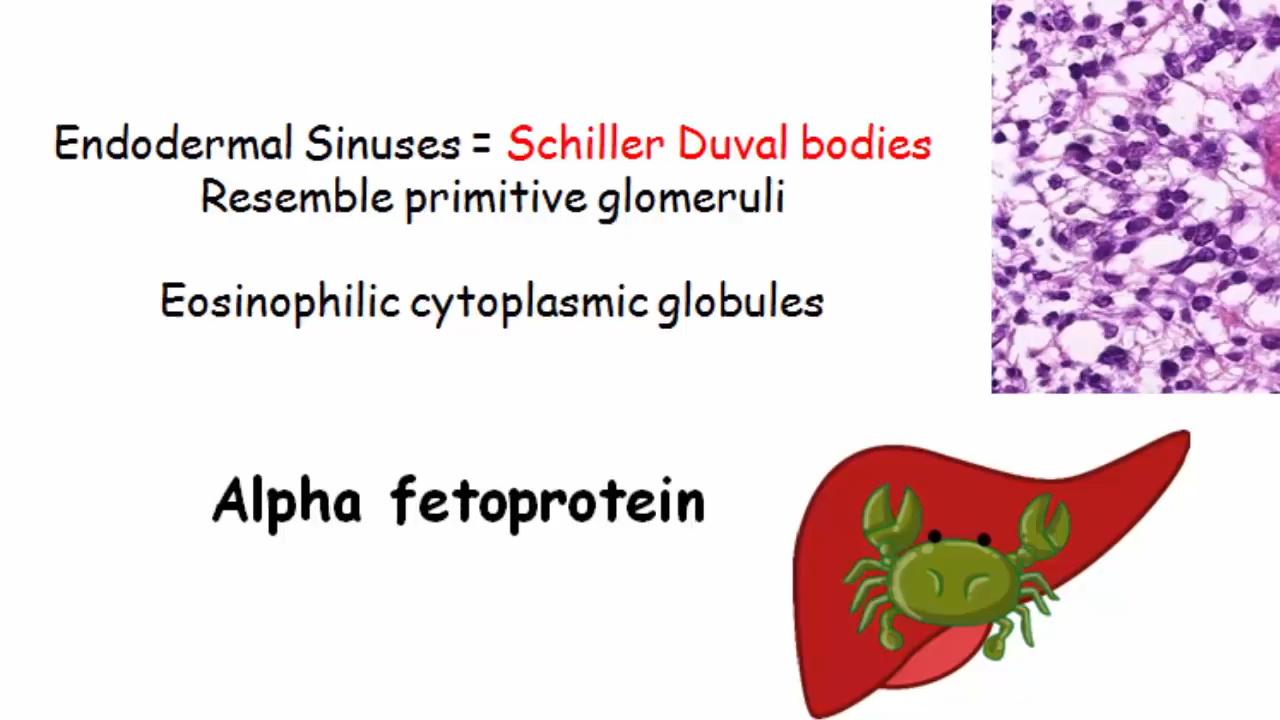 Endodermal Sinuses = Schiller Duval bodies
Resemble primitive glomeruli
Eosinophilic cytoplasmic globules
Alpha fetoprotein